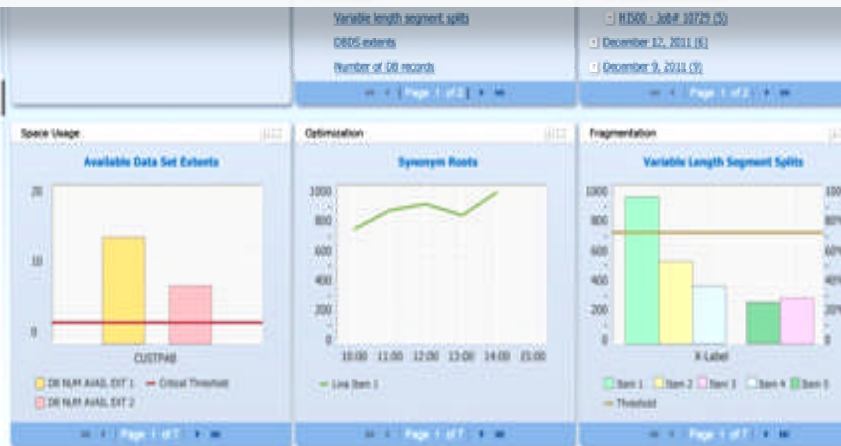 Variable length segment splits
DBDS extents
Number of DB records
Page 1 of 2
- Job# 10729 (5)
December 12, 2011 (6)
December 9, 2011 (9)
Page 1 of 2
Space Usage
Available Data Set Extents
20
10
0
CUSTPAB
DB NUM AVAIL EXT 1
Critical Threshold
DB NUM AVAIL EXT 2
Page 1 of 7
Optimization
Synonym Roots
1000
800
600
400
200
0
10:00 11:00 12:00 13:00 14:00 15:00
Line Item 1
Page 1 of 7
Fragmentation
Variable Length Segment Splits
1000
800
600
400
200
0
80%
60%
40%
20%
X-Label
Item 1 Item 2 Item 3 Item 4 Item 5
Threshold
Page 1 of 7